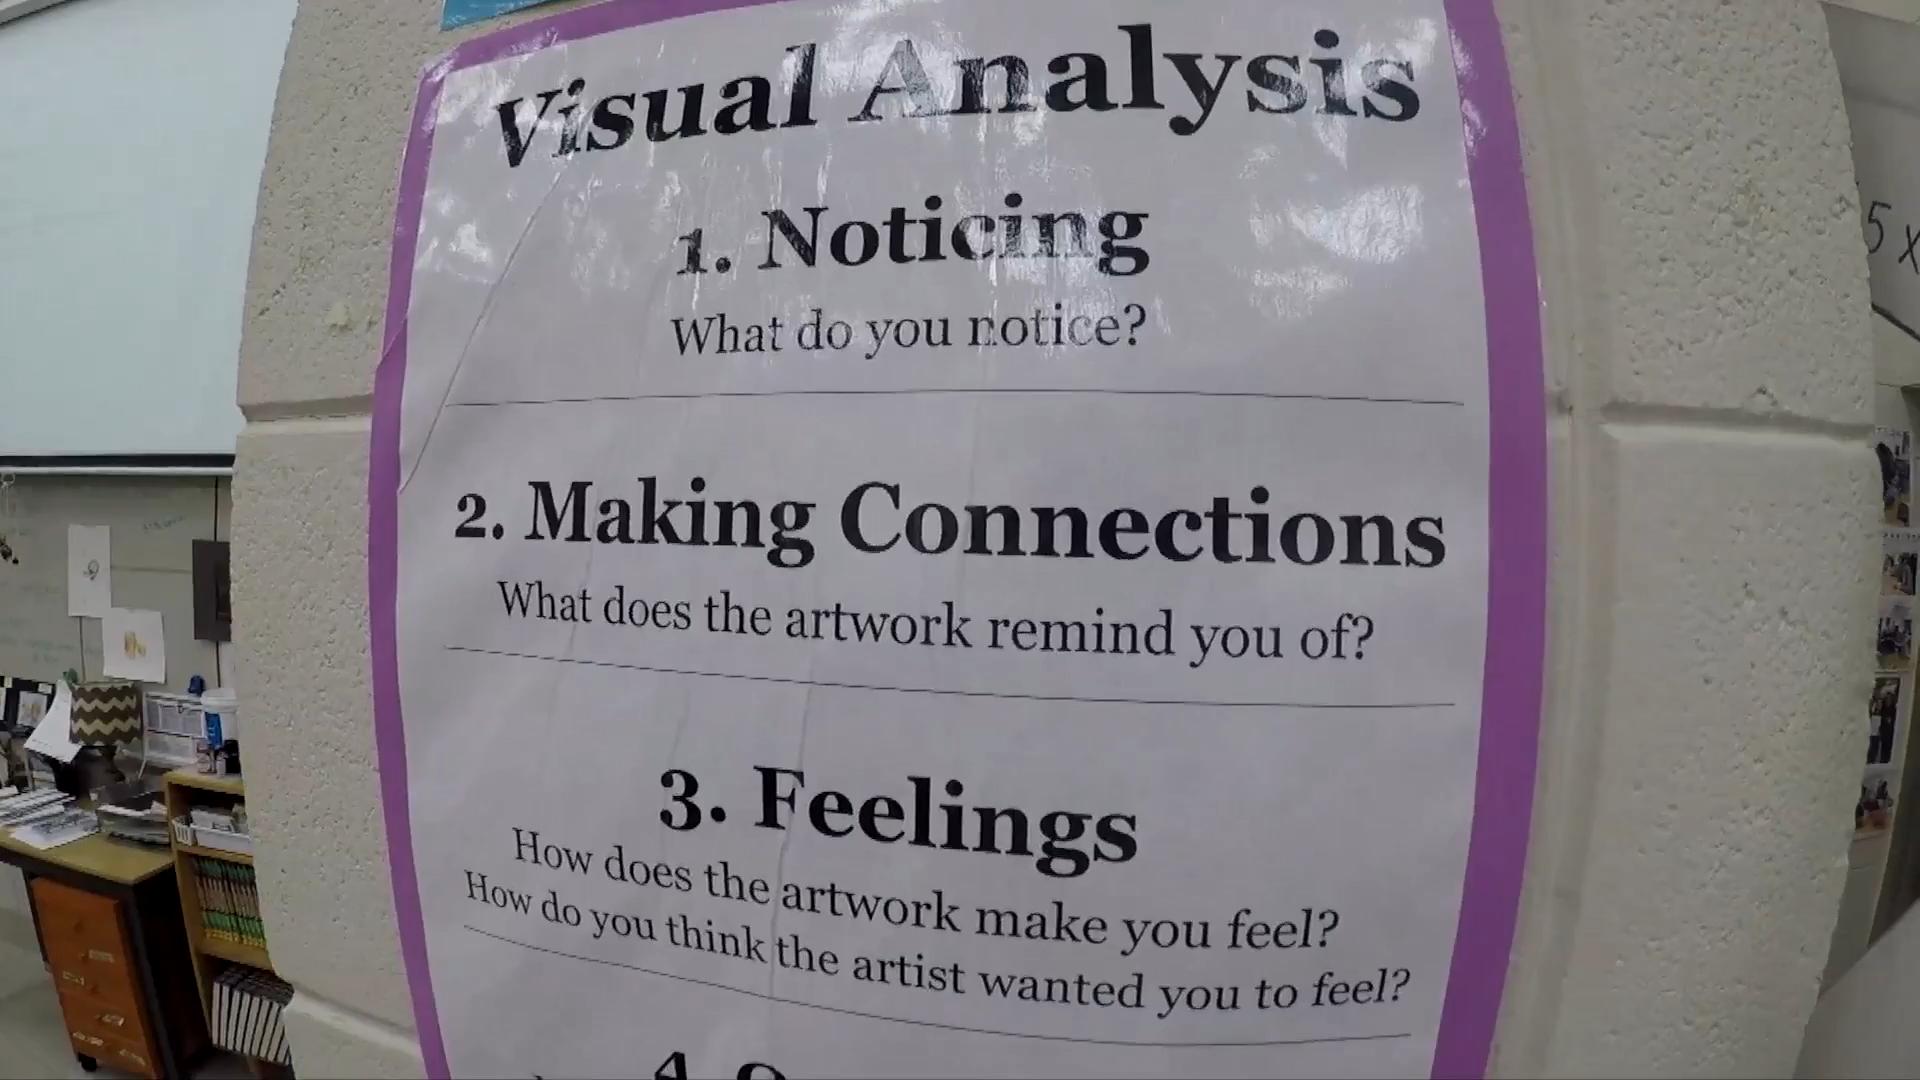 Visual Analysis
1. Noticing
What do you notice?
2. Making Connections
What does the artwork remind you of?
3. Feelings
How does the artwork make you feel?
How do you think the artist wanted you to feel?
5 x